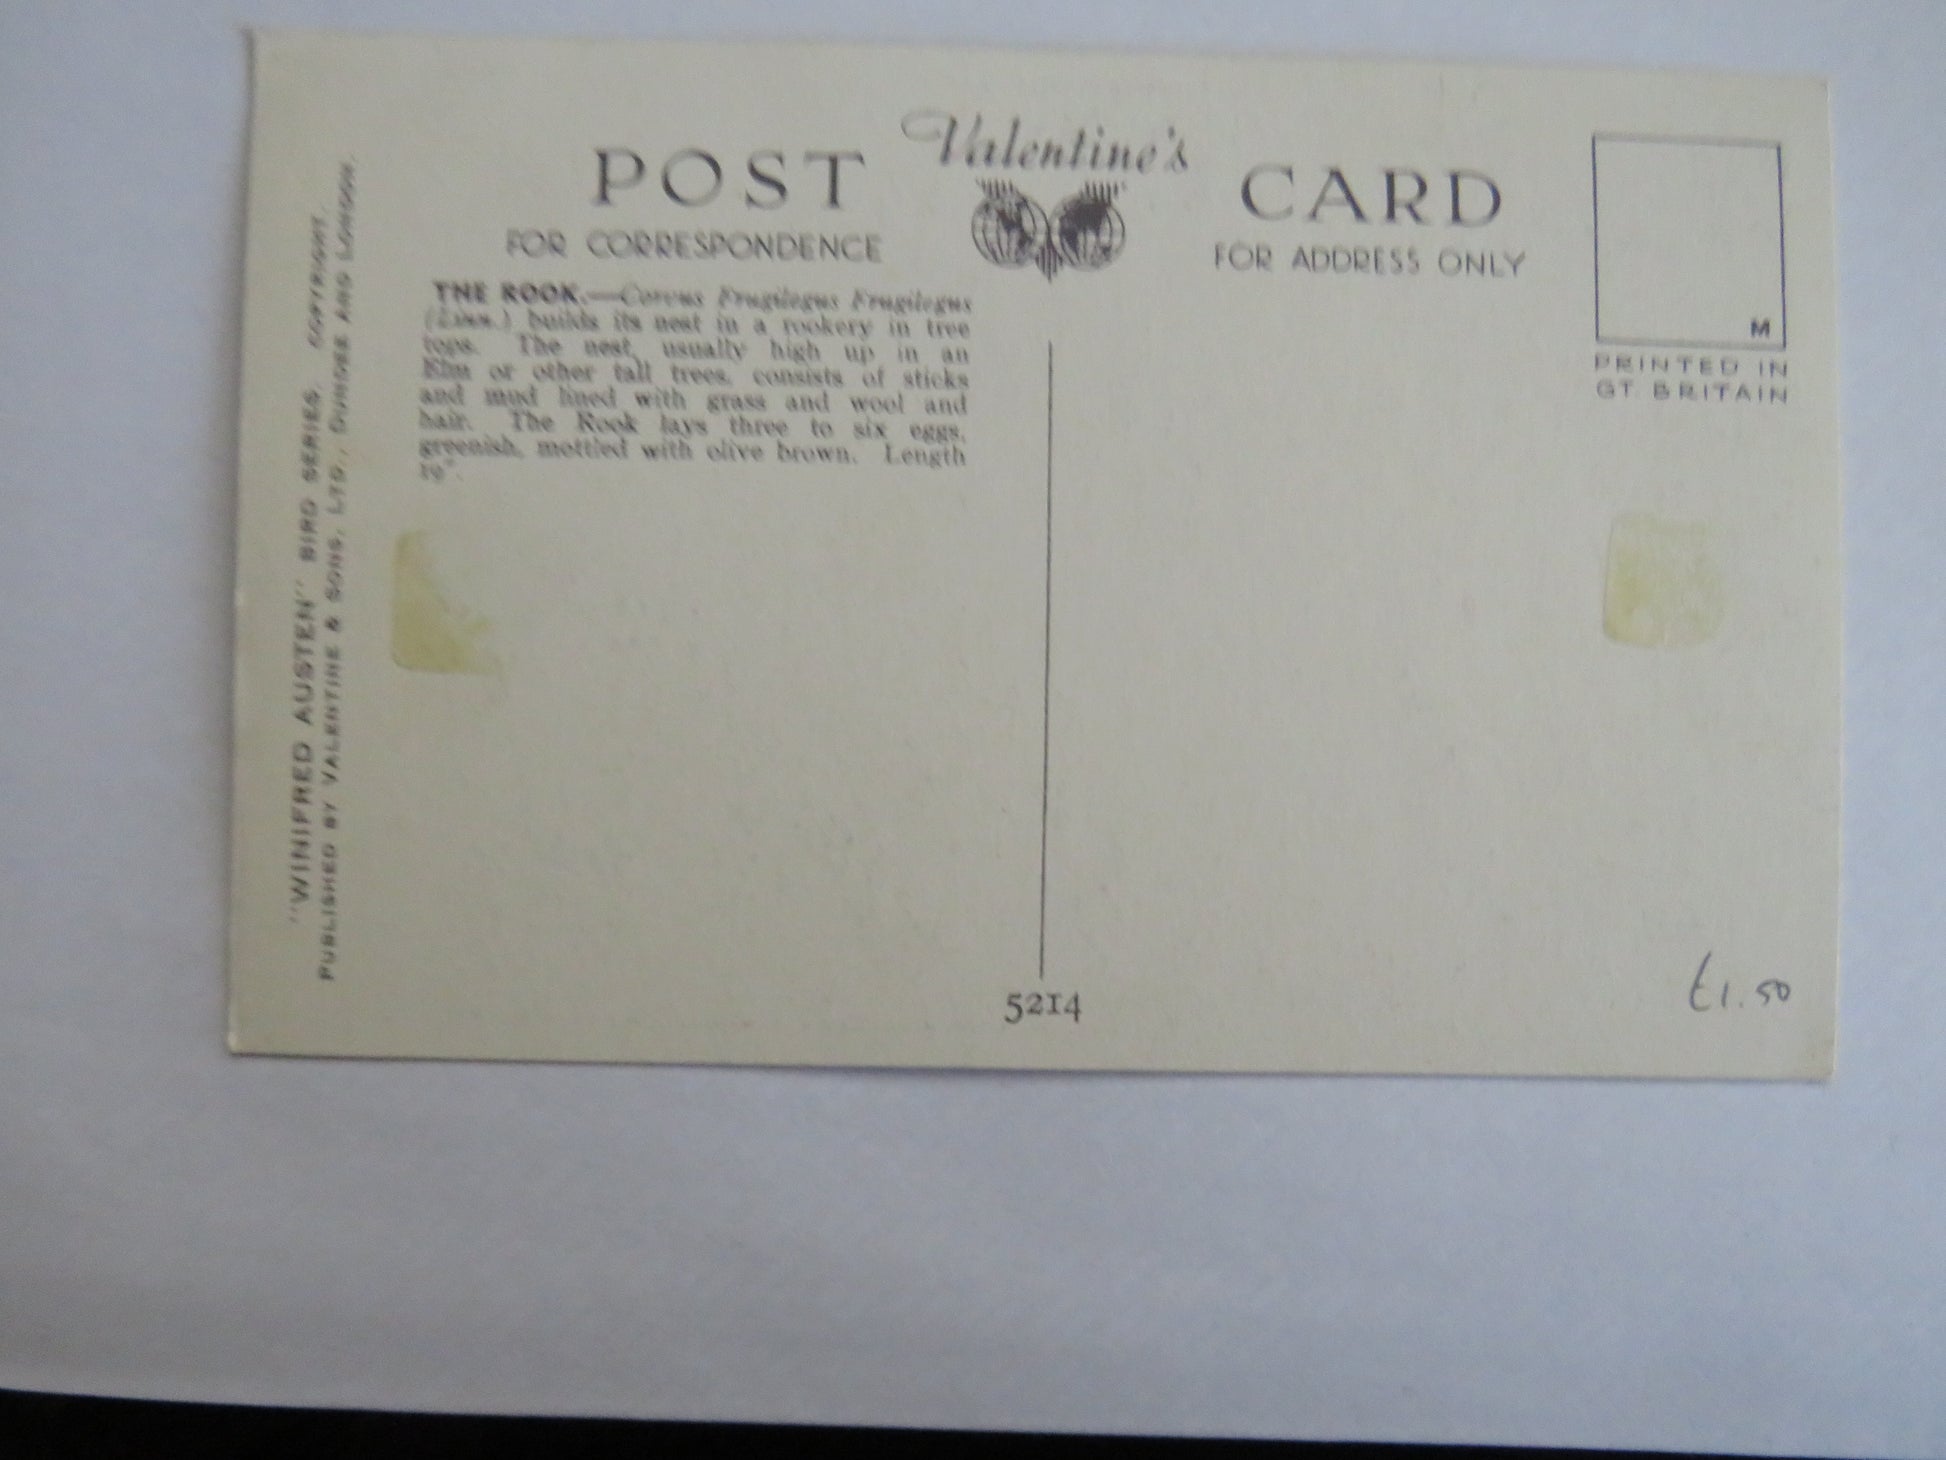 Valentine's
POST CARD
FOR CORRESPONDENCE
FOR ADDRESS ONLY
THE ROOK.—Corvus Frugilegus Frugilegus
(Linn.) builds its nest in a rookery in tree
tops. The nest, usually high up in an
Elm or other tall trees, consists of sticks
and mud lined with grass and wool and
hair. The Rook lays three to six eggs,
greenish, mottled with olive brown. Length
19".
M
PRINTED IN
GT. BRITAIN
"WINIFRED AUSTEN" BIRD SERIES. COPYRIGHT.
PUBLISHED BY VALENTINE & SONS, LTD., DUNDEE AND LONDON.
5214
£1.50